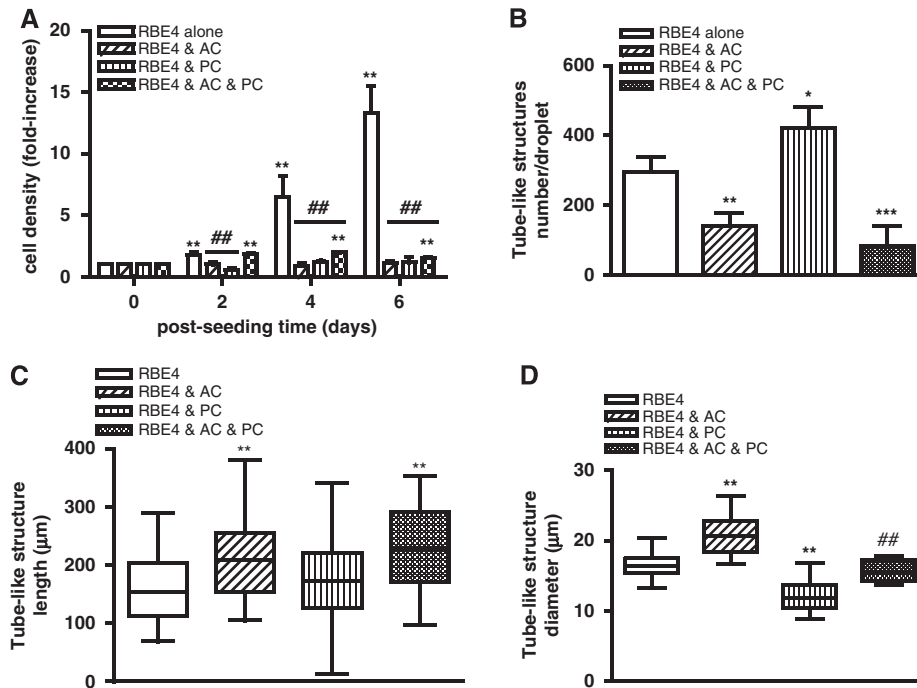 A
RBE4 alone
RBE4 & AC
RBE4 & PC
RBE4 & AC & PC
cell density (fold-increase)
20
15
10
5
0
** ## **
** ## **
** ## **
0 2 4 6
post-seeding time (days)
B
RBE4 alone
RBE4 & AC
RBE4 & PC
RBE4 & AC & PC
Tube-like structures
number/droplet
600
400
200
0
**
*
***
C
RBE4
RBE4 & AC
RBE4 & PC
RBE4 & AC & PC
Tube-like structure
length (µm)
400
300
200
100
0
** **
D
RBE4
RBE4 & AC
RBE4 & PC
RBE4 & AC & PC
Tube-like structure
diameter (µm)
30
20
10
0
**
**
##